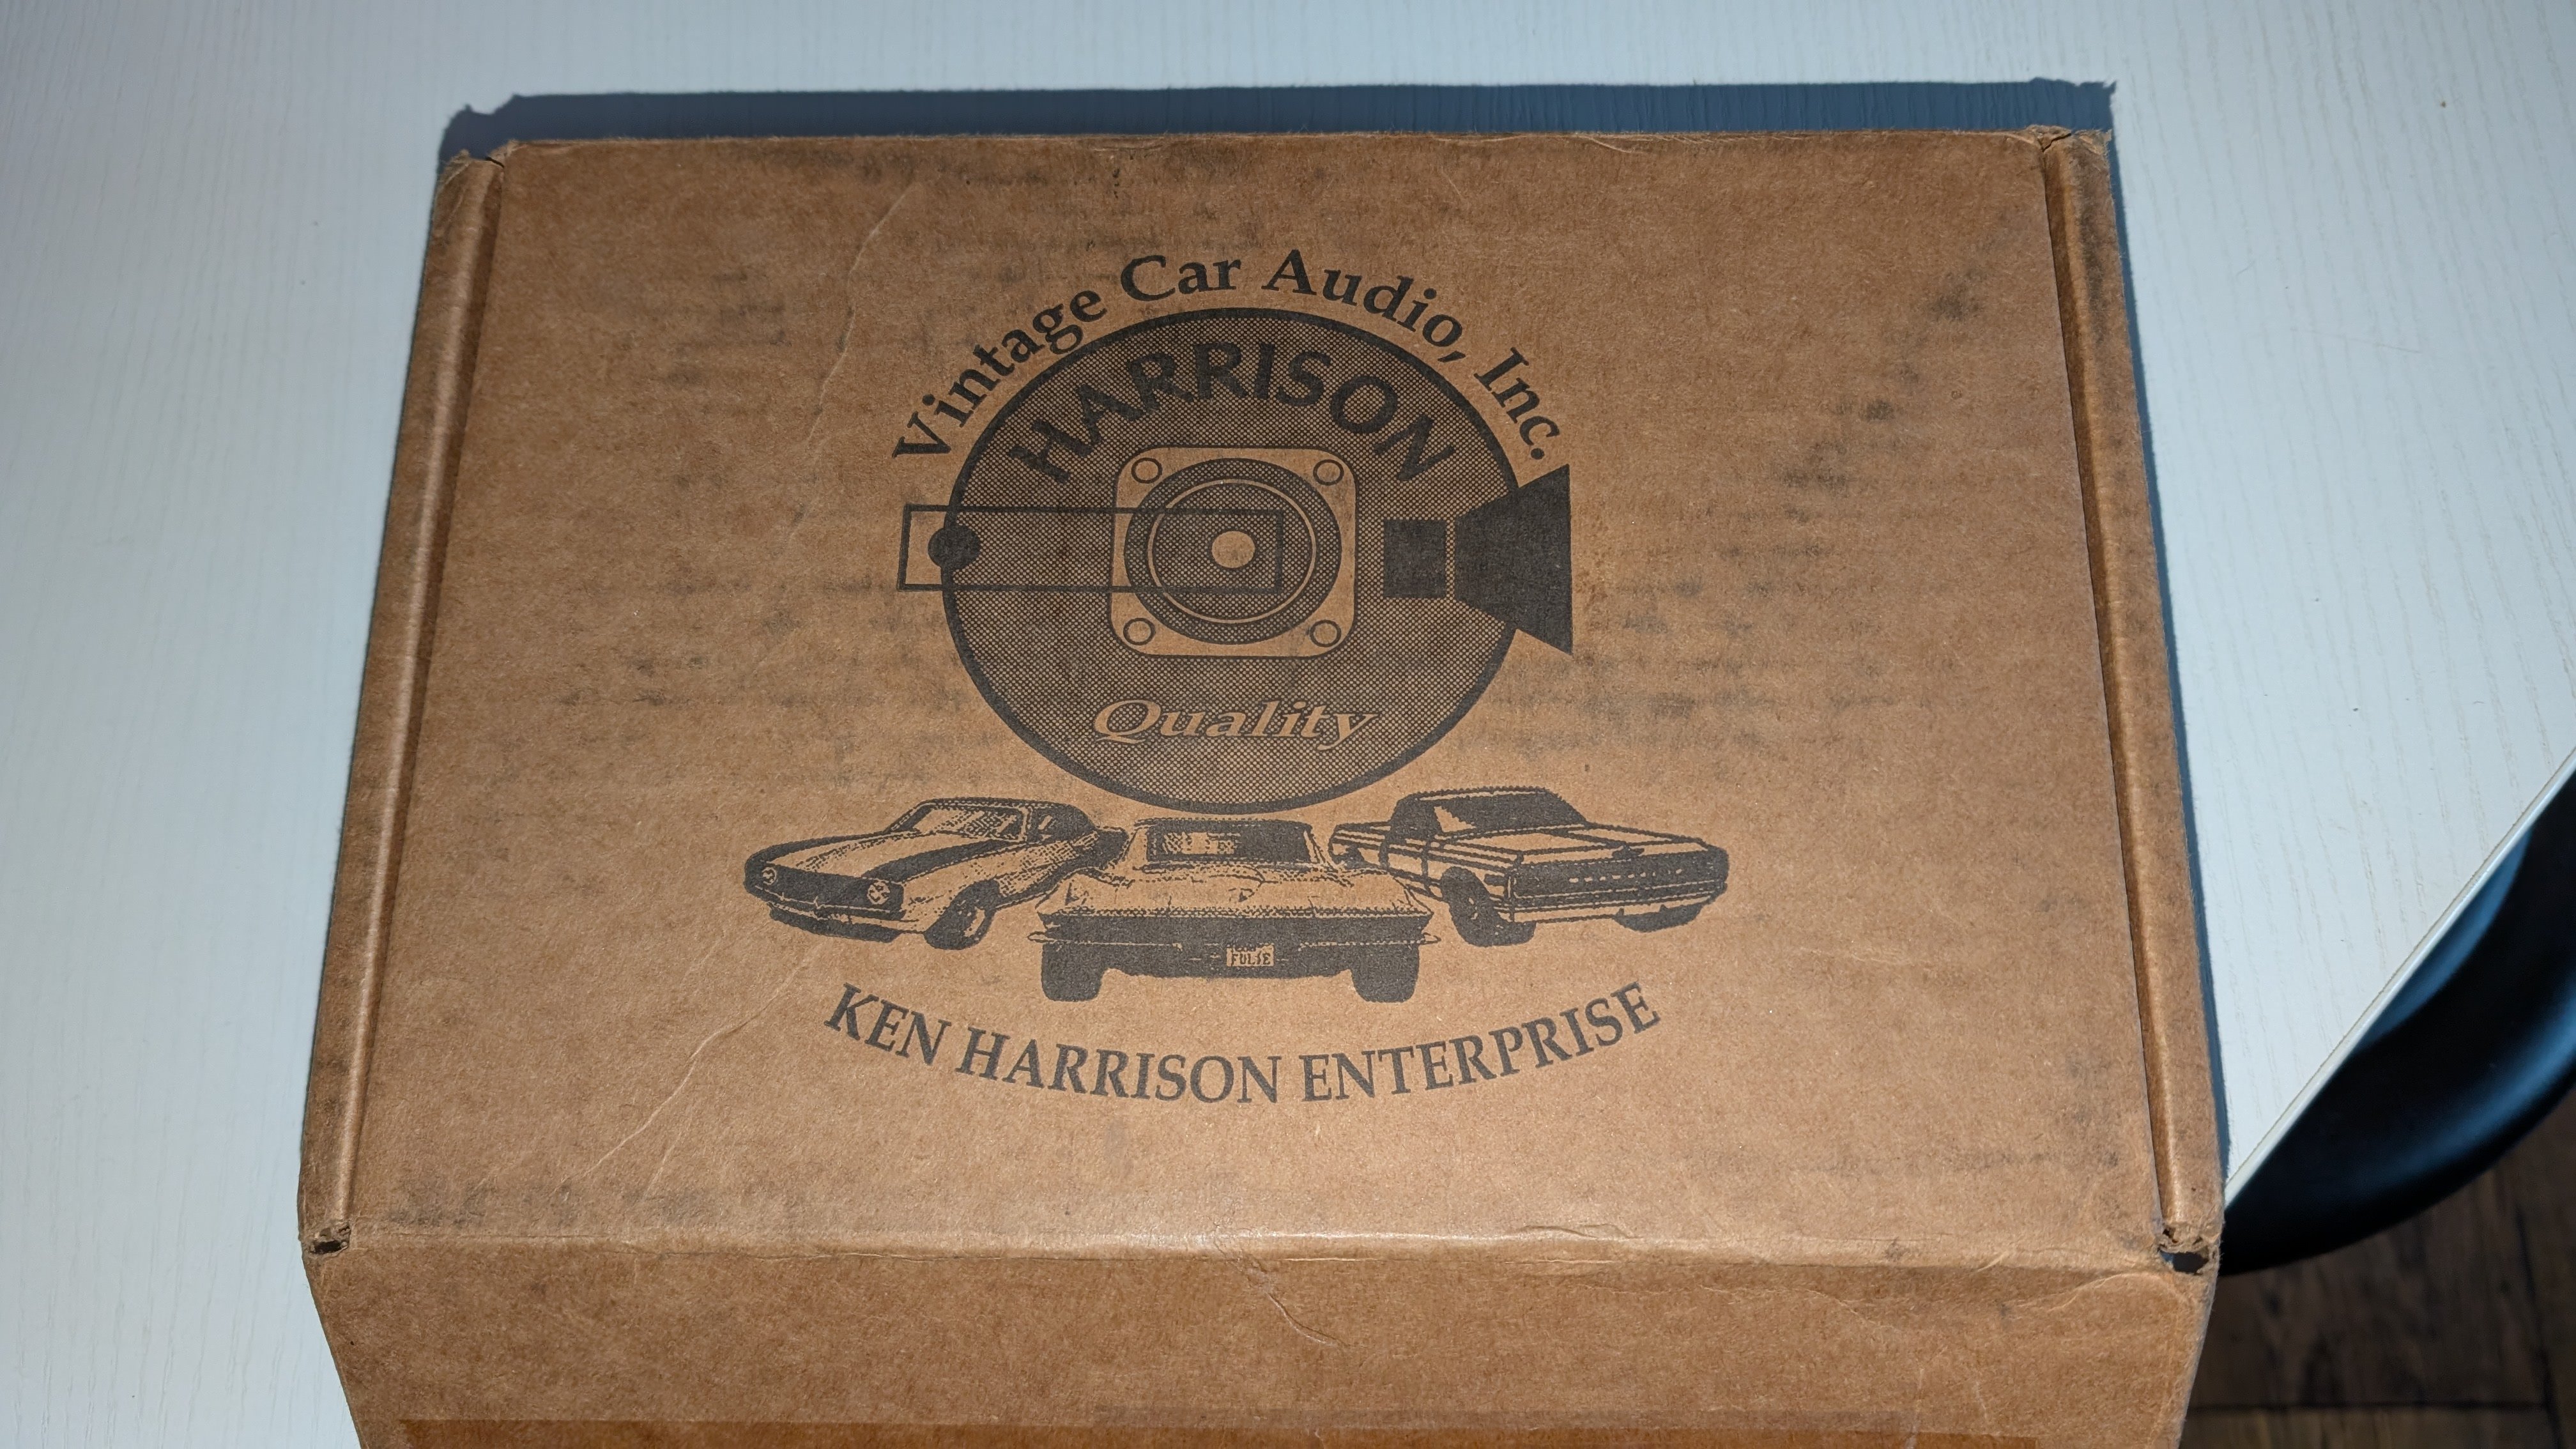 Vintage Car Audio, Inc.
HARRISON
Quality
KEN HARRISON ENTERPRISE